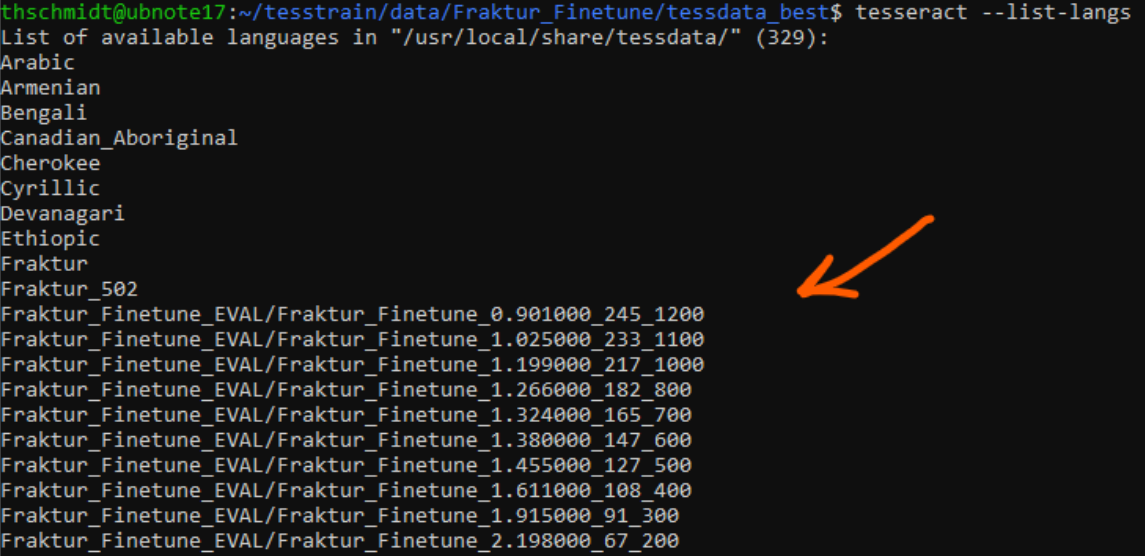 thschmidt@ubnote17:~/tesstrain/data/Fraktur_Finetune/tessdata_best$ tesseract --list-langs
List of available languages in "/usr/local/share/tessdata/" (329):
Arabic
Armenian
Bengali
Canadian_Aboriginal
Cherokee
Cyrillic
Devanagari
Ethiopic
Fraktur
Fraktur_502
Fraktur_Finetune_EVAL/Fraktur_Finetune_0.901000_245_1200
Fraktur_Finetune_EVAL/Fraktur_Finetune_1.025000_233_1100
Fraktur_Finetune_EVAL/Fraktur_Finetune_1.199000_217_1000
Fraktur_Finetune_EVAL/Fraktur_Finetune_1.266000_182_800
Fraktur_Finetune_EVAL/Fraktur_Finetune_1.324000_165_700
Fraktur_Finetune_EVAL/Fraktur_Finetune_1.380000_147_600
Fraktur_Finetune_EVAL/Fraktur_Finetune_1.455000_127_500
Fraktur_Finetune_EVAL/Fraktur_Finetune_1.611000_108_400
Fraktur_Finetune_EVAL/Fraktur_Finetune_1.915000_91_300
Fraktur_Finetune_EVAL/Fraktur_Finetune_2.198000_67_200